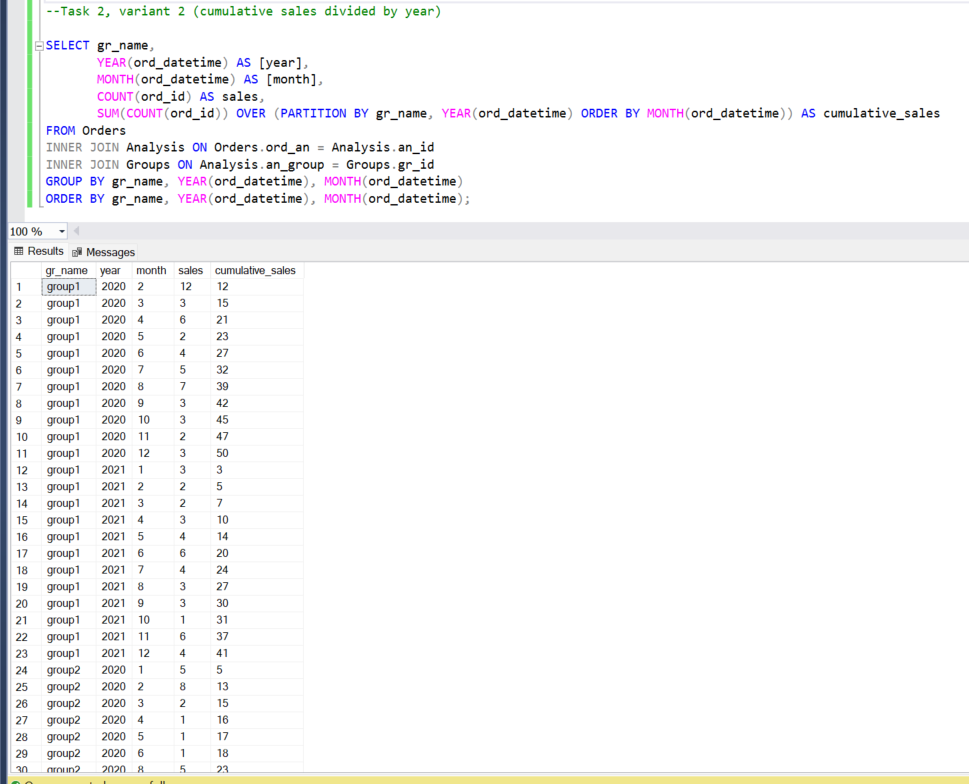 --Task 2, variant 2 (cumulative sales divided by year)
SELECT gr_name,
YEAR(ord_datetime) AS [year],
MONTH(ord_datetime) AS [month],
COUNT(ord_id) AS sales,
SUM(COUNT(ord_id)) OVER (PARTITION BY gr_name, YEAR(ord_datetime) ORDER BY MONTH(ord_datetime)) AS cumulative_sales
FROM Orders
INNER JOIN Analysis ON Orders.ord_an = Analysis.an_id
INNER JOIN Groups ON Analysis.an_group = Groups.gr_id
GROUP BY gr_name, YEAR(ord_datetime), MONTH(ord_datetime)
ORDER BY gr_name, YEAR(ord_datetime), MONTH(ord_datetime);
100 %
Results Messages
gr_name year month sales cumulative_sales
1 group1 2020 2 12 12
2 group1 2020 3 3 15
3 group1 2020 4 6 21
4 group1 2020 5 2 23
5 group1 2020 6 4 27
6 group1 2020 7 5 32
7 group1 2020 8 7 39
8 group1 2020 9 3 42
9 group1 2020 10 3 45
10 group1 2020 11 2 47
11 group1 2020 12 3 50
12 group1 2021 1 3 3
13 group1 2021 2 2 5
14 group1 2021 3 2 7
15 group1 2021 4 3 10
16 group1 2021 5 4 14
17 group1 2021 6 6 20
18 group1 2021 7 4 24
19 group1 2021 8 3 27
20 group1 2021 9 3 30
21 group1 2021 10 1 31
22 group1 2021 11 6 37
23 group1 2021 12 4 41
24 group2 2020 1 5 5
25 group2 2020 2 8 13
26 group2 2020 3 2 15
27 group2 2020 4 1 16
28 group2 2020 5 1 17
29 group2 2020 6 1 18
30 group2 2020 8 5 23